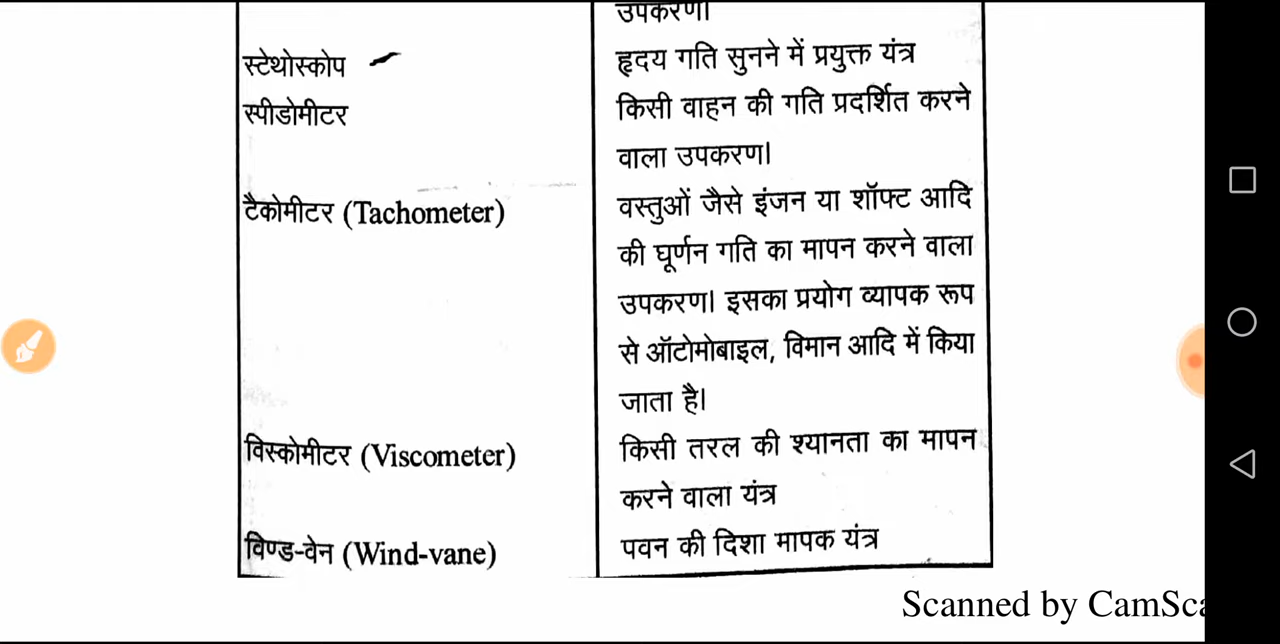 उपकरण।
स्टेथोस्कोप हृदय गति सुनने में प्रयुक्त यंत्र
स्पीडोमीटर किसी वाहन की गति प्रदर्शित करने
वाला उपकरण।
टैकोमीटर (Tachometer) वस्तुओं जैसे इंजन या शॉफ्ट आदि
की घूर्णन गति का मापन करने वाला
उपकरण। इसका प्रयोग व्यापक रूप
से ऑटोमोबाइल, विमान आदि में किया
जाता है।
विस्कोमीटर (Viscometer) किसी तरल की श्यानता का मापन
करने वाला यंत्र
विण्ड-वेन (Wind-vane) पवन की दिशा मापक यंत्र
Scanned by CamSca